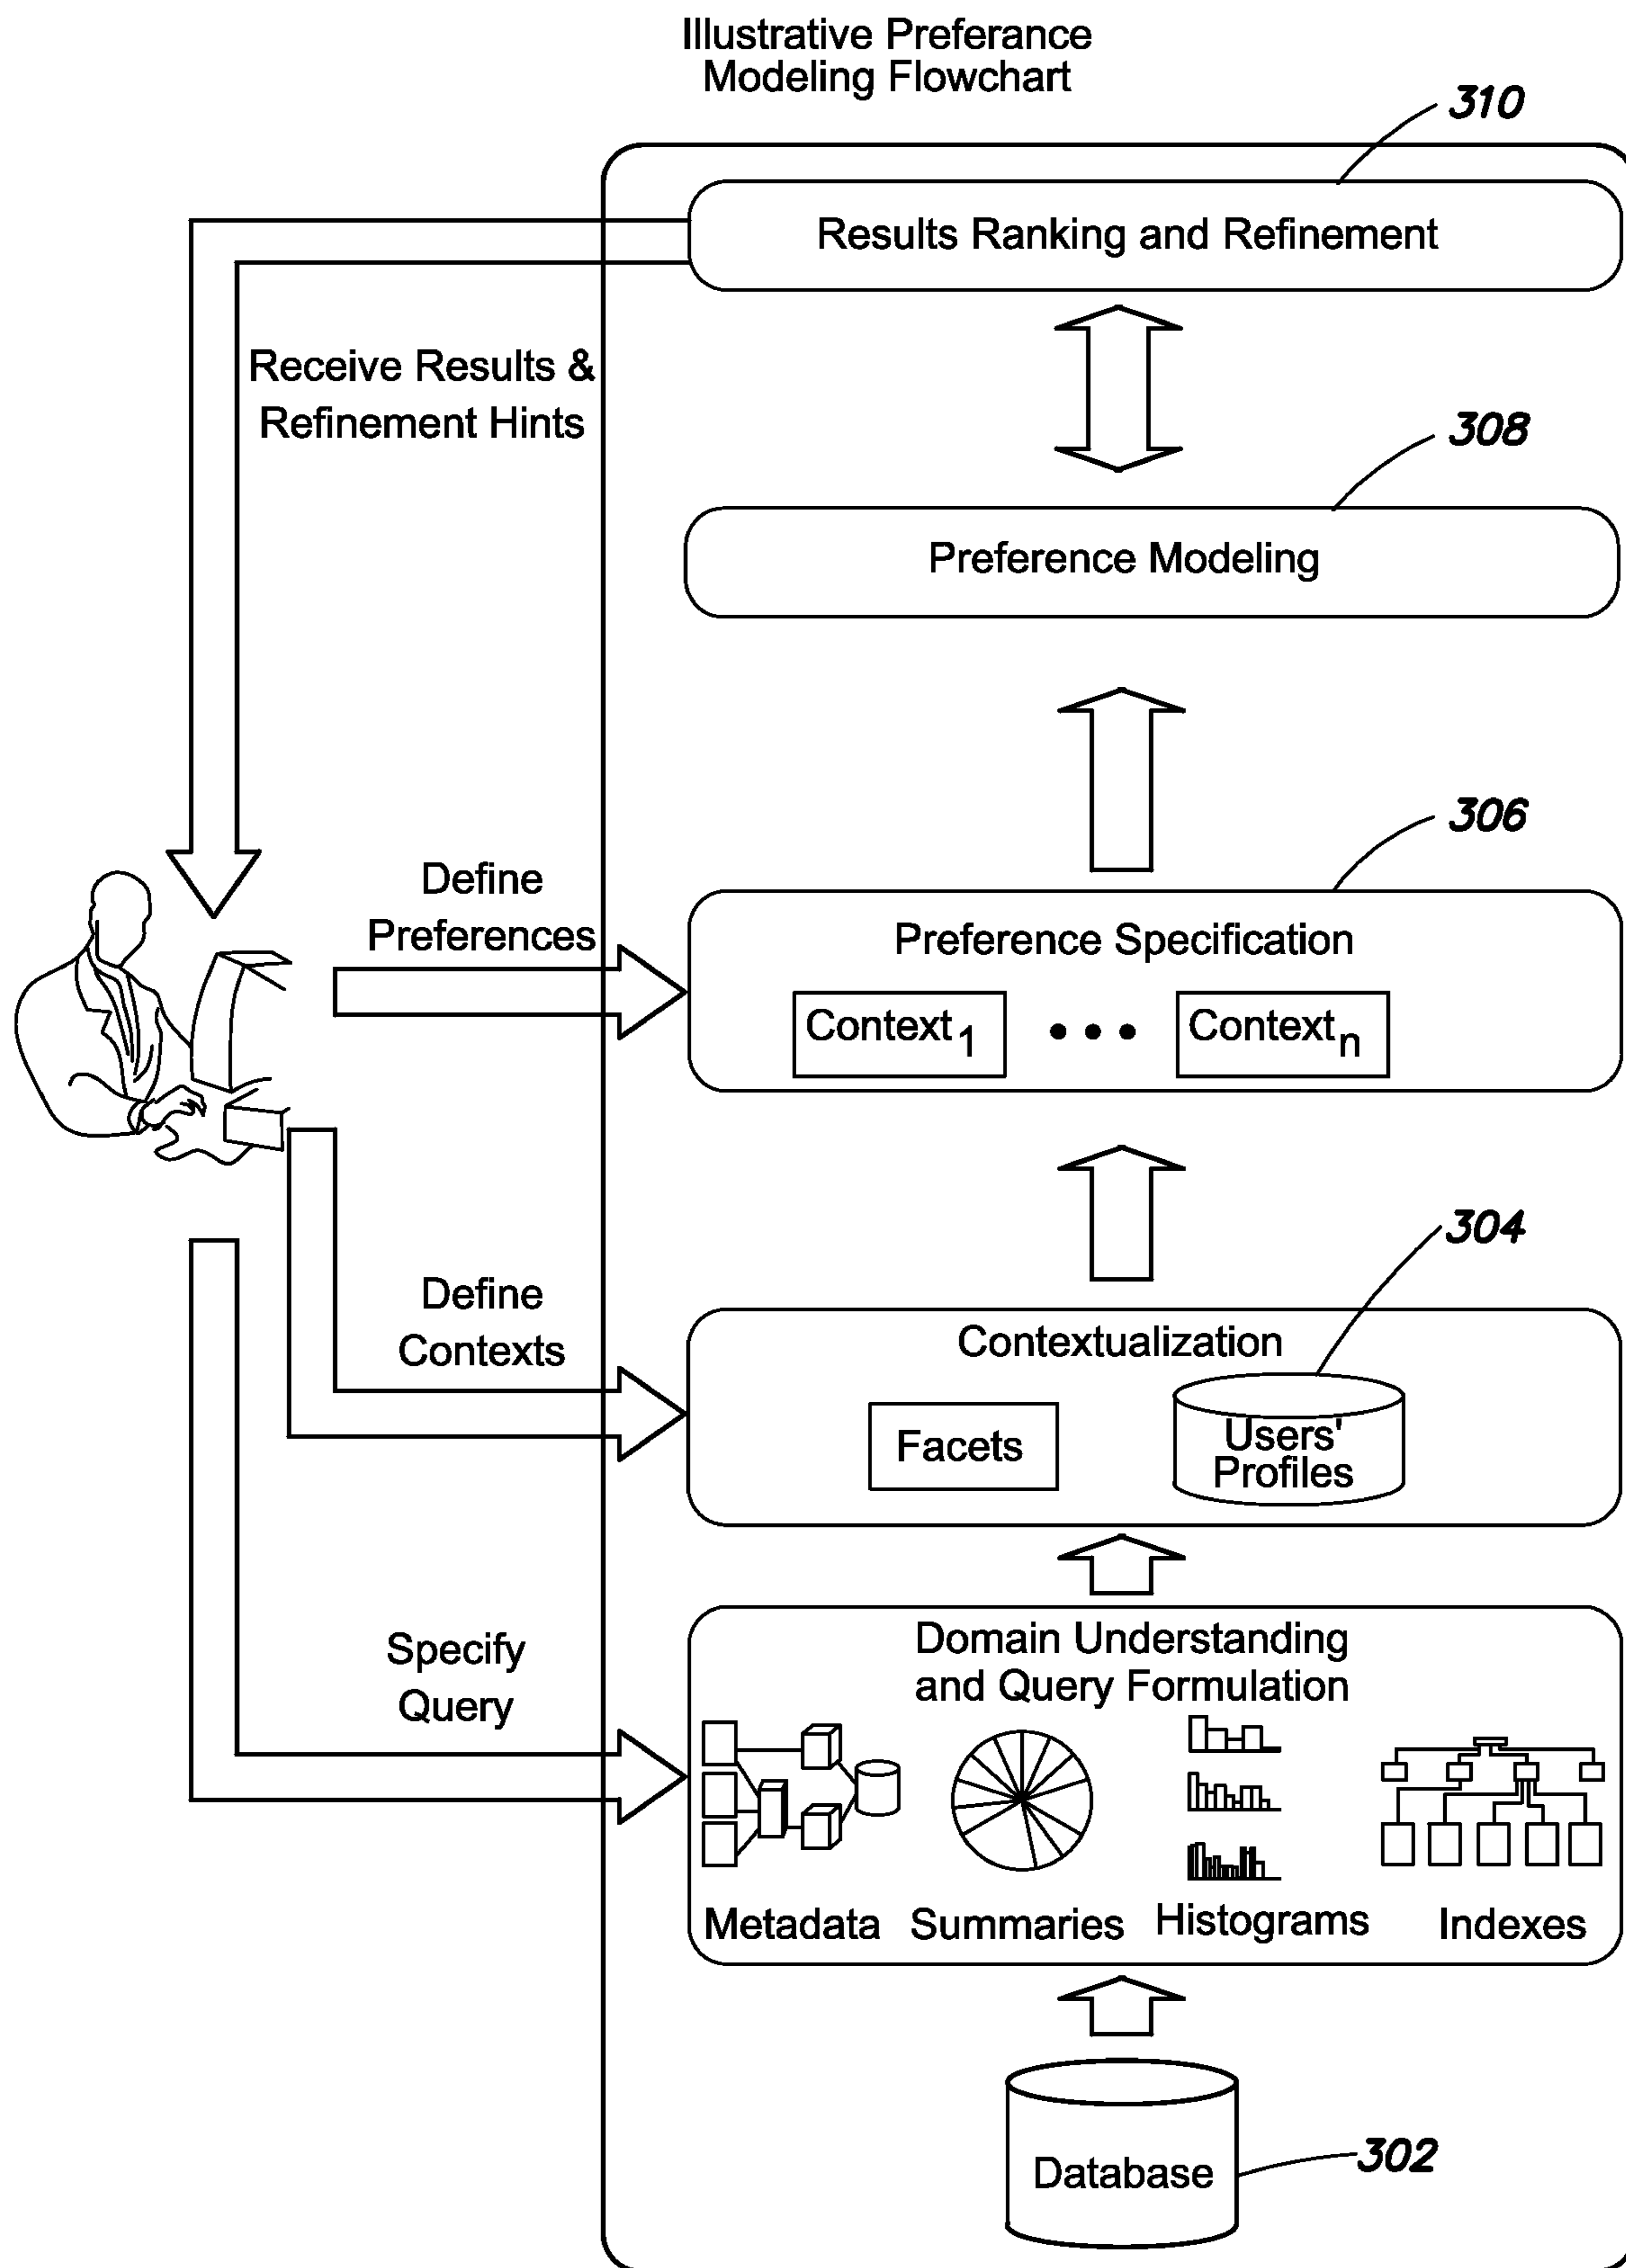 Illustrative Preferance
Modeling Flowchart
310
Results Ranking and Refinement
Receive Results &
Refinement Hints
308
Preference Modeling
306
Define
Preferences
Preference Specification
Context1 • • • Contextn
304
Define
Contexts
Contextualization
Facets
Users'
Profiles
Specify
Query
Domain Understanding
and Query Formulation
Metadata Summaries Histograms Indexes
302
Database